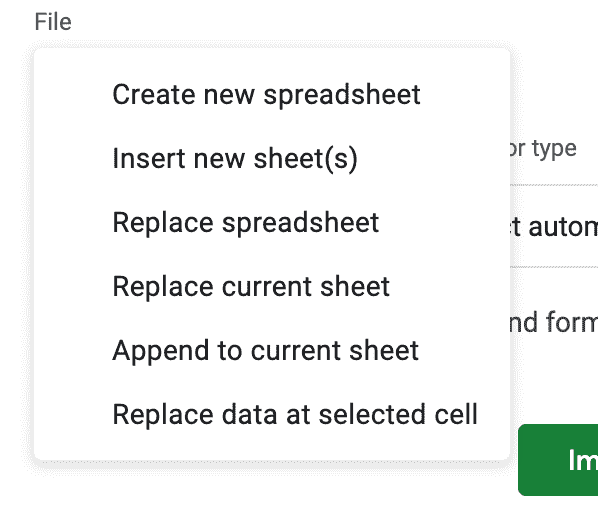 File
Create new spreadsheet
Insert new sheet(s)
or type
Replace spreadsheet
t autom
Replace current sheet
nd form
Append to current sheet
Replace data at selected cell
Im